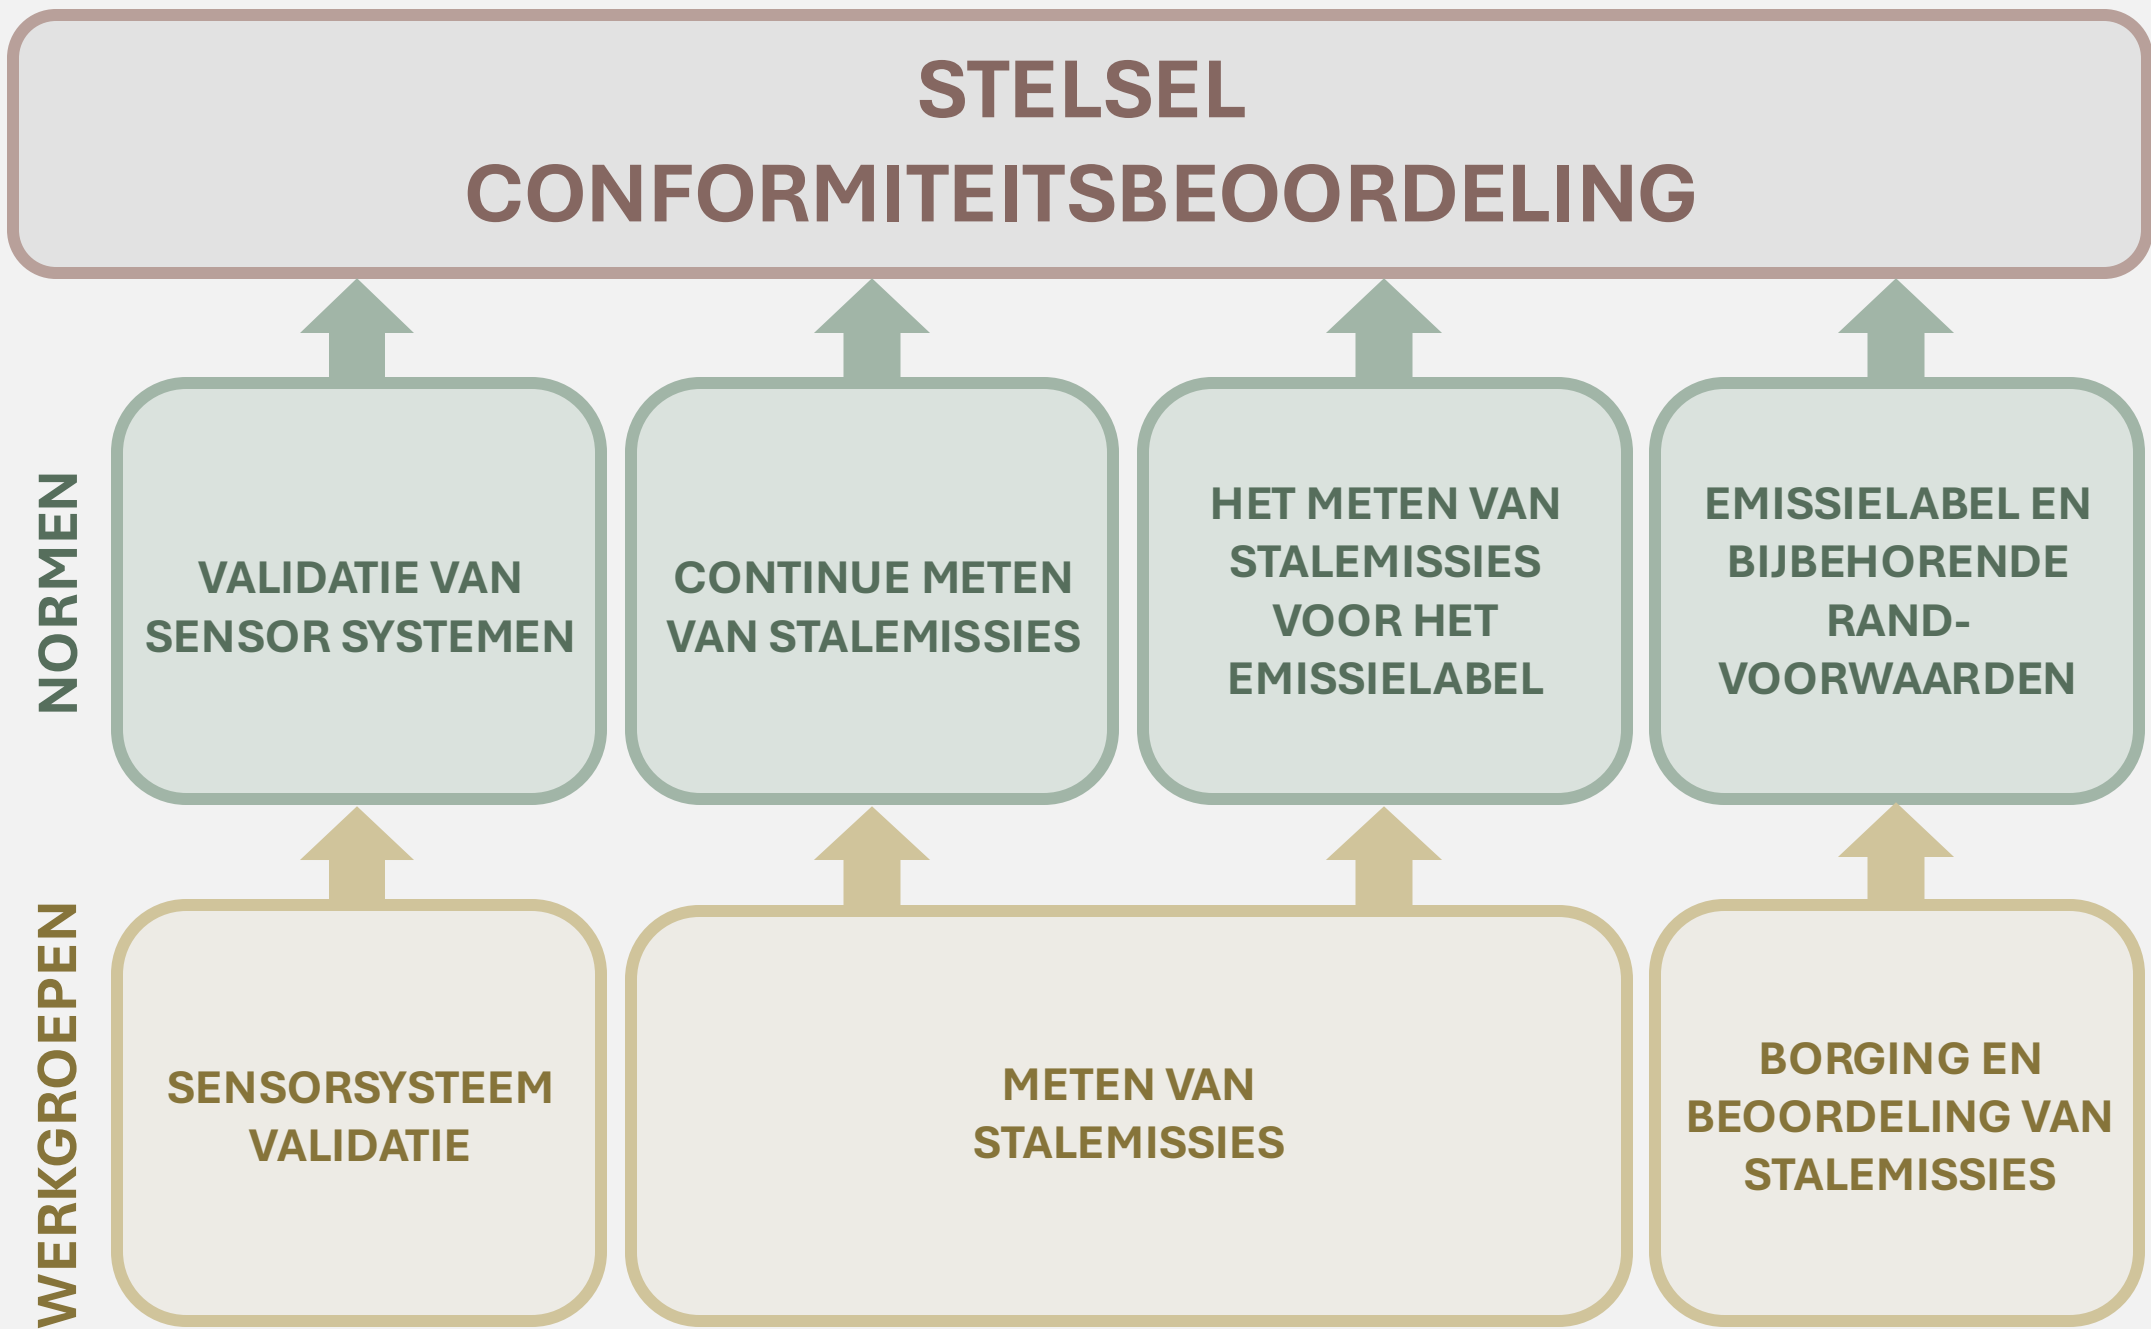 STELSEL
CONFORMITEITSBEOORDELING
NORMEN
VALIDATIE VAN
SENSOR SYSTEMEN
CONTINUE METEN
VAN STALEMISSIES
HET METEN VAN
STALEMISSIES
VOOR HET
EMISSIELABEL
EMISSIELABEL EN
BIJBEHORENDE
RAND-
VOORWAARDEN
WERKGROEPEN
SENSORSYSTEEM
VALIDATIE
METEN VAN
STALEMISSIES
BORGING EN
BEOORDELING VAN
STALEMISSIES